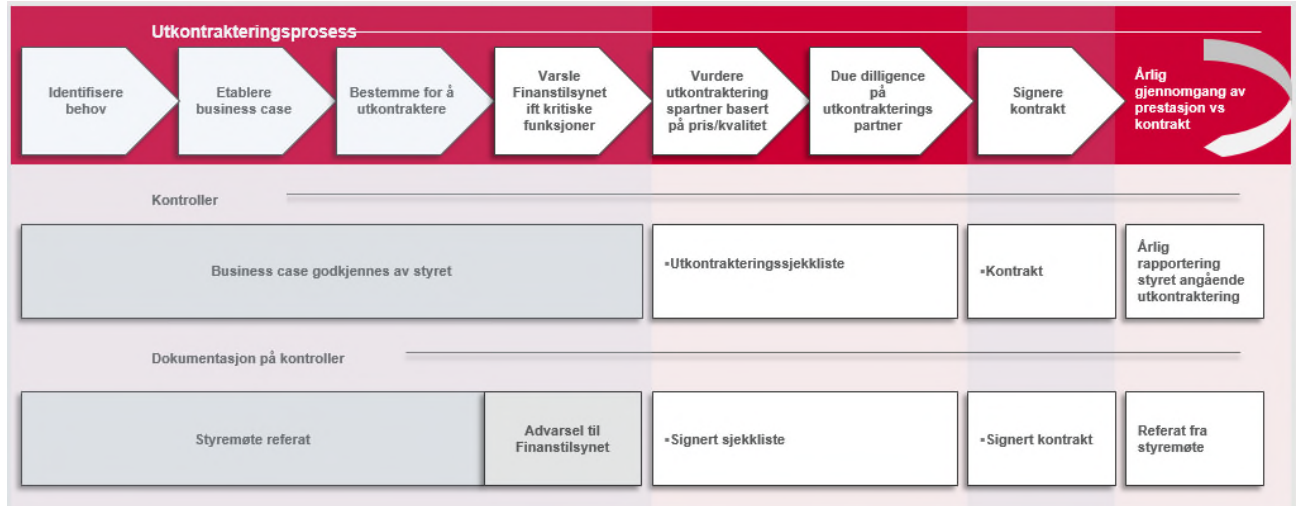 Utkontrakteringsprosess
Identifisere
behov
Etablere
business case
Bestemme for å
utkontraktere
Varsle
Finanstilsynet
ift kritiske
funksjoner
Vurdere
utkontraktering
spartner basert
på pris/kvalitet
Due dilligence
på
utkontrakterings
partner
Signere
kontrakt
Årlig
gjennomgang av
prestasjon vs
kontrakt
Kontroller
Business case godkjennes av styret
▪Utkontrakteringssjekkliste
▪Kontrakt
Årlig
rapportering
styret angående
utkontraktering
Dokumentasjon på kontroller
Styremøte referat
Advarsel til
Finanstilsynet
▪Signert sjekkliste
▪Signert kontrakt
Referat fra
styremøte